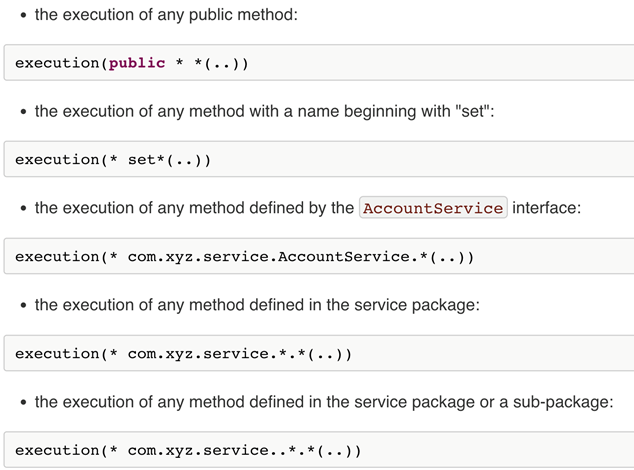 • the execution of any public method:
execution(public * *(..))
• the execution of any method with a name beginning with "set":
execution(* set*(..))
• the execution of any method defined by the AccountService interface:
execution(* com.xyz.service.AccountService.*(..))
• the execution of any method defined in the service package:
execution(* com.xyz.service.*.*(..))
• the execution of any method defined in the service package or a sub-package:
execution(* com.xyz.service..*.*(..))